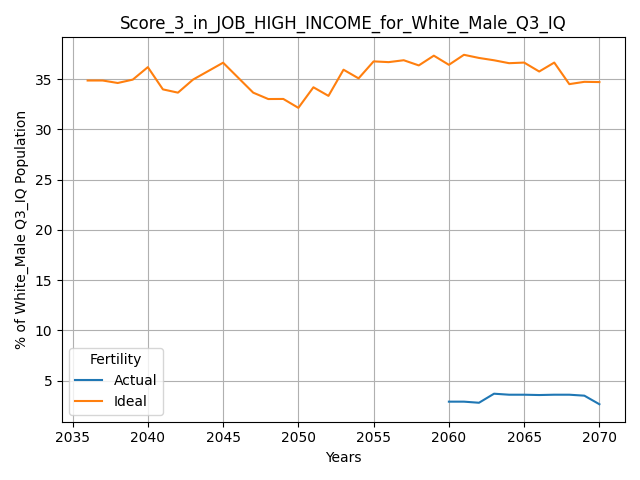 Score_3_in_JOB_HIGH_INCOME_for_White_Male_Q3_IQ
% of White_Male Q3_IQ Population
35
30
25
20
15
10
5
Fertility
Actual
Ideal
2035 2040 2045 2050 2055 2060 2065 2070
Years